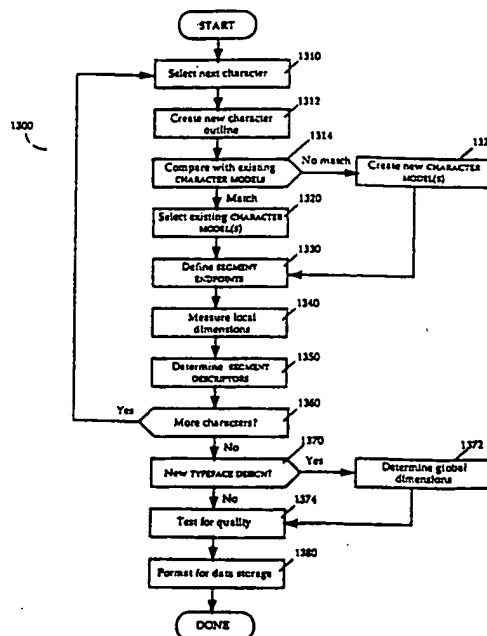 START
1310
Select next character
1312
1300
Create new character
outline
1314
Compare with existing
CHARACTER MODELS
No match
Create new CHARACTER
MODEL(S)
Match
1320
Select existing CHARACTER
MODEL(S)
1330
Define SEGMENT
ENDPOINTS
1340
Measure local
dimensions
1350
Determine SEGMENT
DESCRIPTORS
Yes
1360
More characters?
No
1370
1372
NEW TYPEFACE DESIGN?
Yes
Determine global
dimensions
No
1374
Test for quality
1380
Format for data storage
DONE